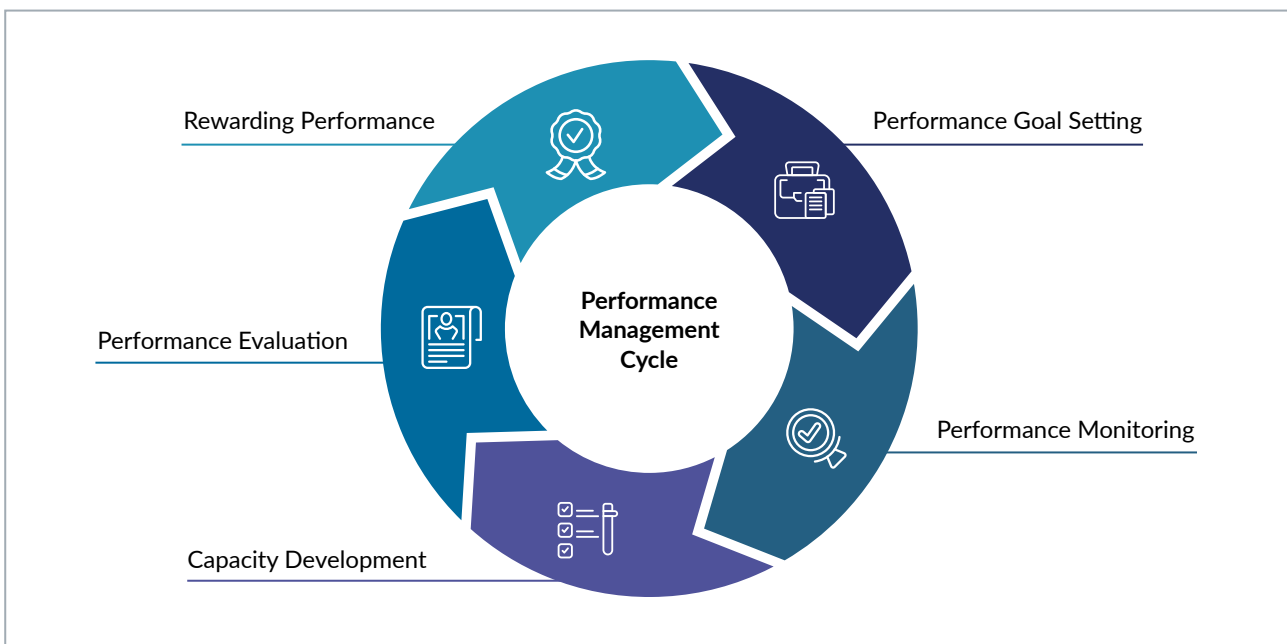 Rewarding Performance
Performance Goal Setting
Performance
Management
Cycle
Performance Evaluation
Performance Monitoring
Capacity Development